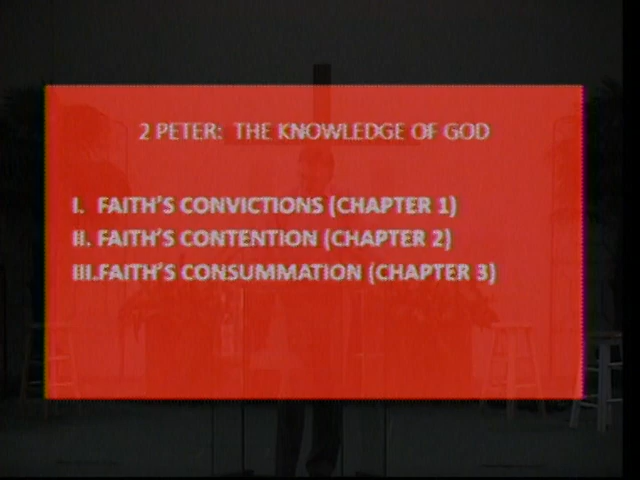 2 PETER: THE KNOWLEDGE OF GOD
I. FAITH'S CONVICTIONS (CHAPTER 1)
II. FAITH'S CONTENTION (CHAPTER 2)
III.FAITH'S CONSUMMATION (CHAPTER 3)